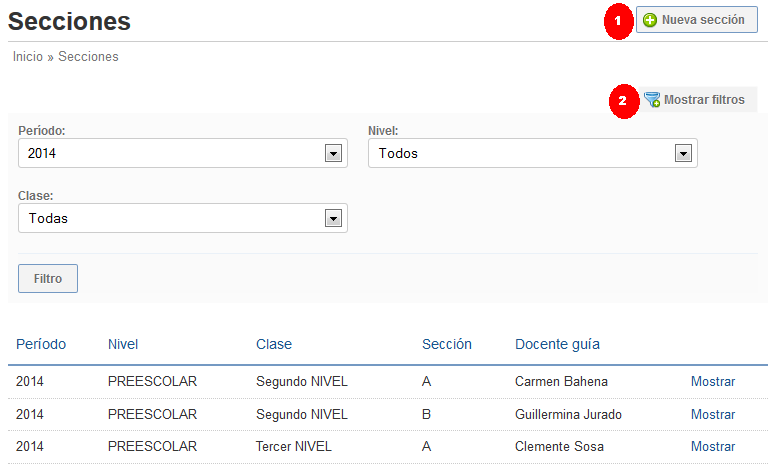 Secciones
1 Nueva sección
Inicio » Secciones
2 Mostrar filtros
Periodo: Nivel:
2014 Todos
Clase:
Todas
Filtro
Período Nivel Clase Sección Docente guía
2014 PREESCOLAR Segundo NIVEL A Carmen Bahena Mostrar
2014 PREESCOLAR Segundo NIVEL B Guillermina Jurado Mostrar
2014 PREESCOLAR Tercer NIVEL A Clemente Sosa Mostrar